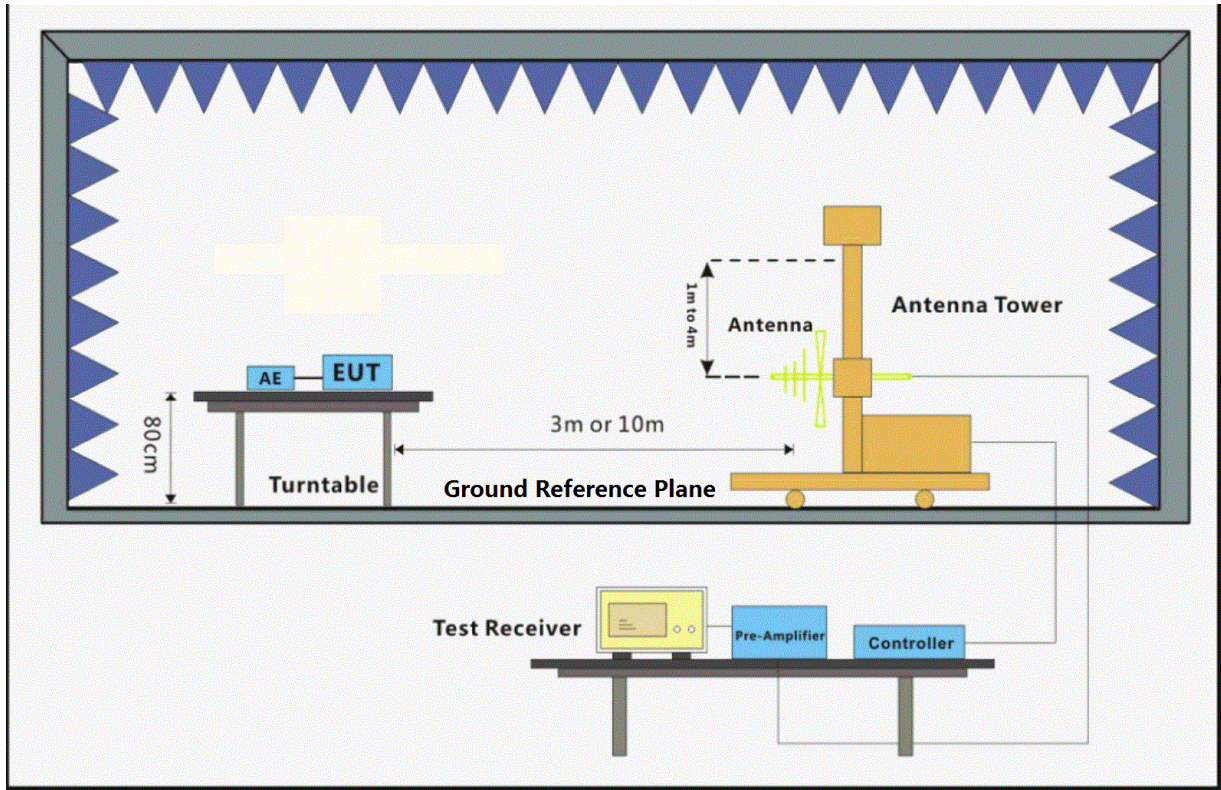 1m to 4m
Antenna
Antenna Tower
AE
EUT
80cm
3m or 10m
Turntable
Ground Reference Plane
Test Receiver
Pre-Amplifier
Controller